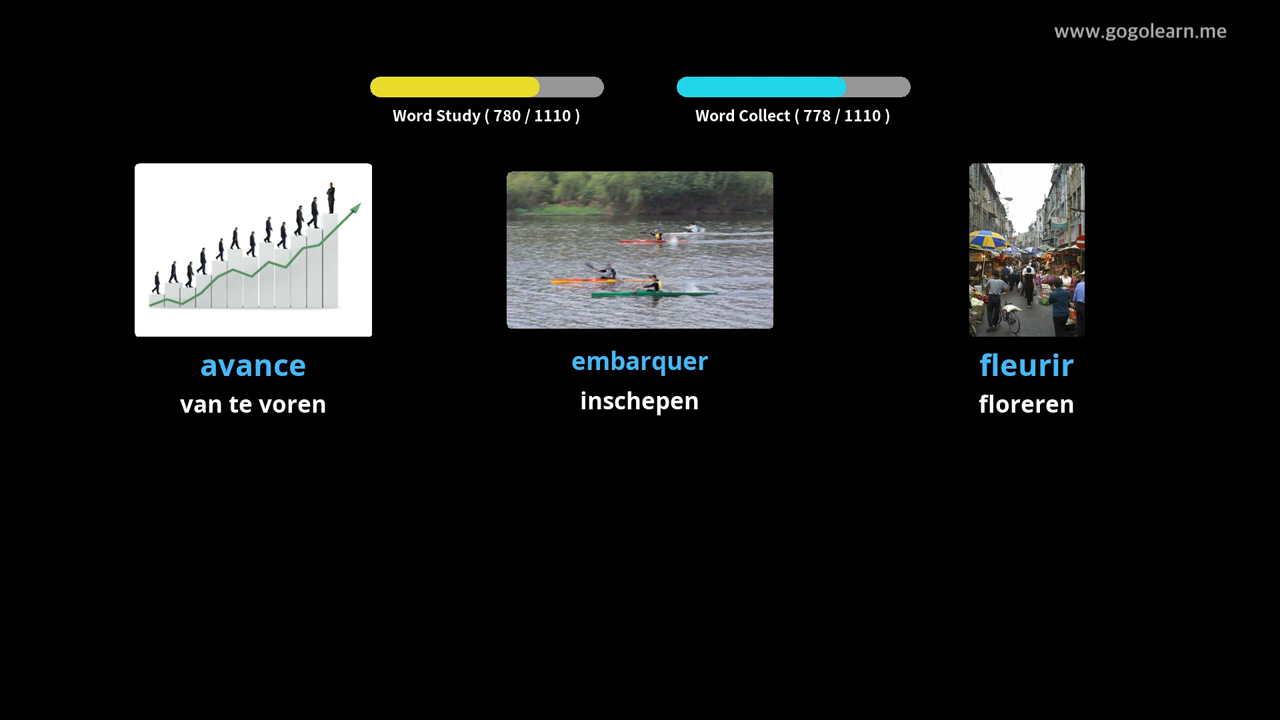 www.gogolearn.me
Word Study ( 780 / 1110 )
Word Collect ( 778 / 1110 )
avance
van te voren
embarquer
inschepen
fleurir
floreren